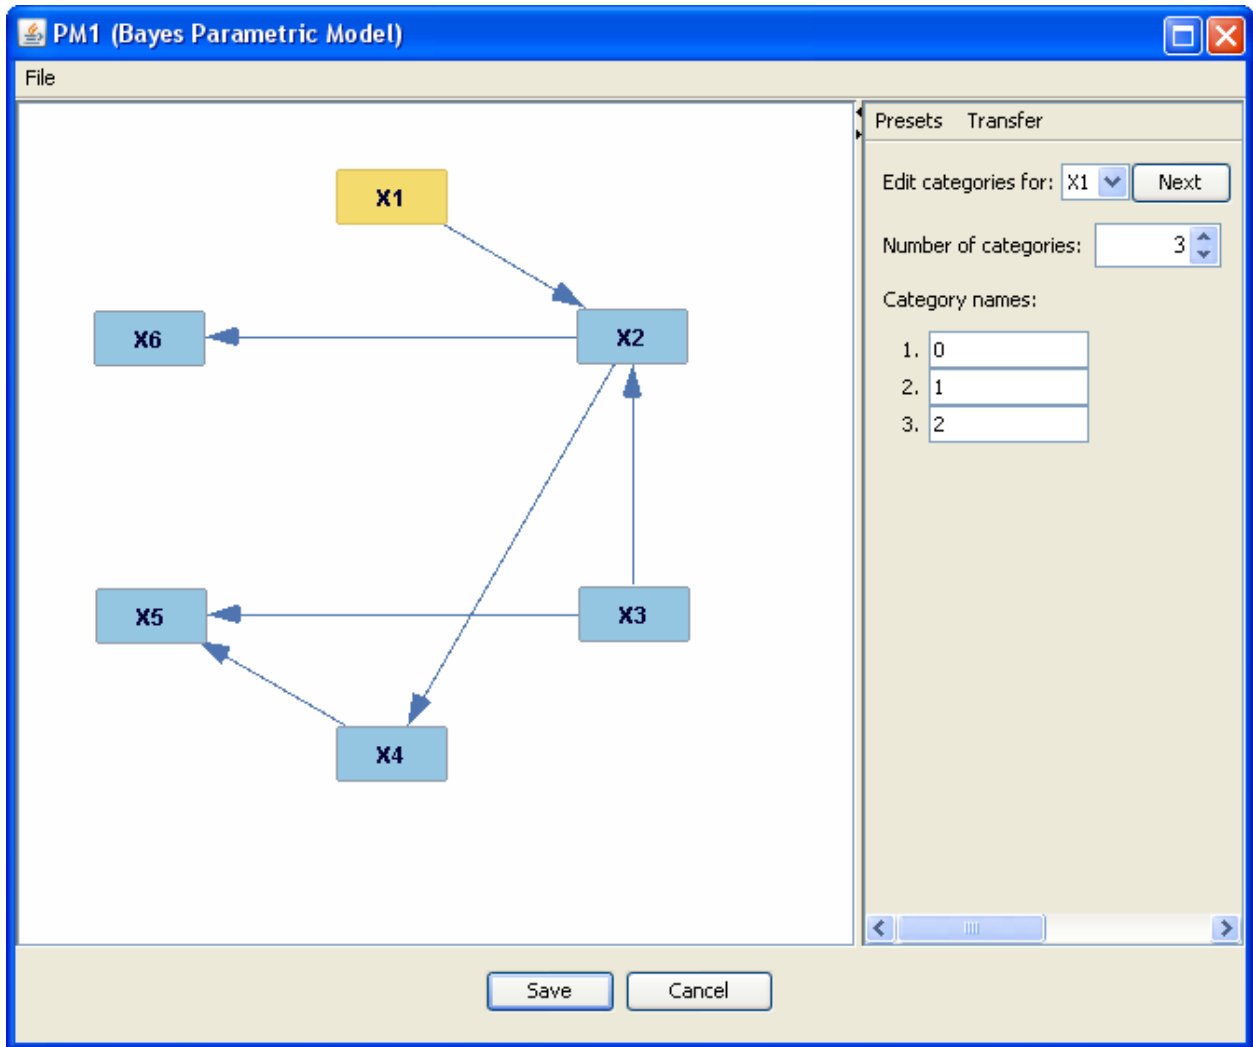 PM1 (Bayes Parametric Model)
File
Presets Transfer
Edit categories for: X1 Next
Number of categories: 3
Category names:
1. 0
2. 1
3. 2
X1
X6
X2
X5
X3
X4
Save Cancel